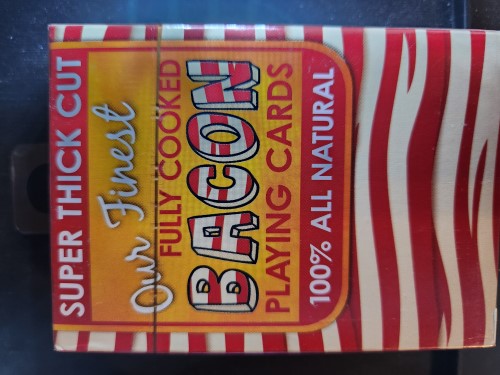 SUPER THICK CUT
Our Finest
FULLY COOKED
BACON
PLAYING CARDS
100% ALL NATURAL